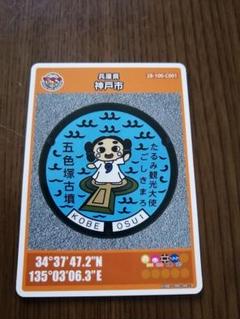 兵庫県
神戸市
28-100-C001
たるみ観光大使
ごしきまろ
五色塚古墳
KOBE OSUI
34°37'47.2"N
135°03'06.3"E